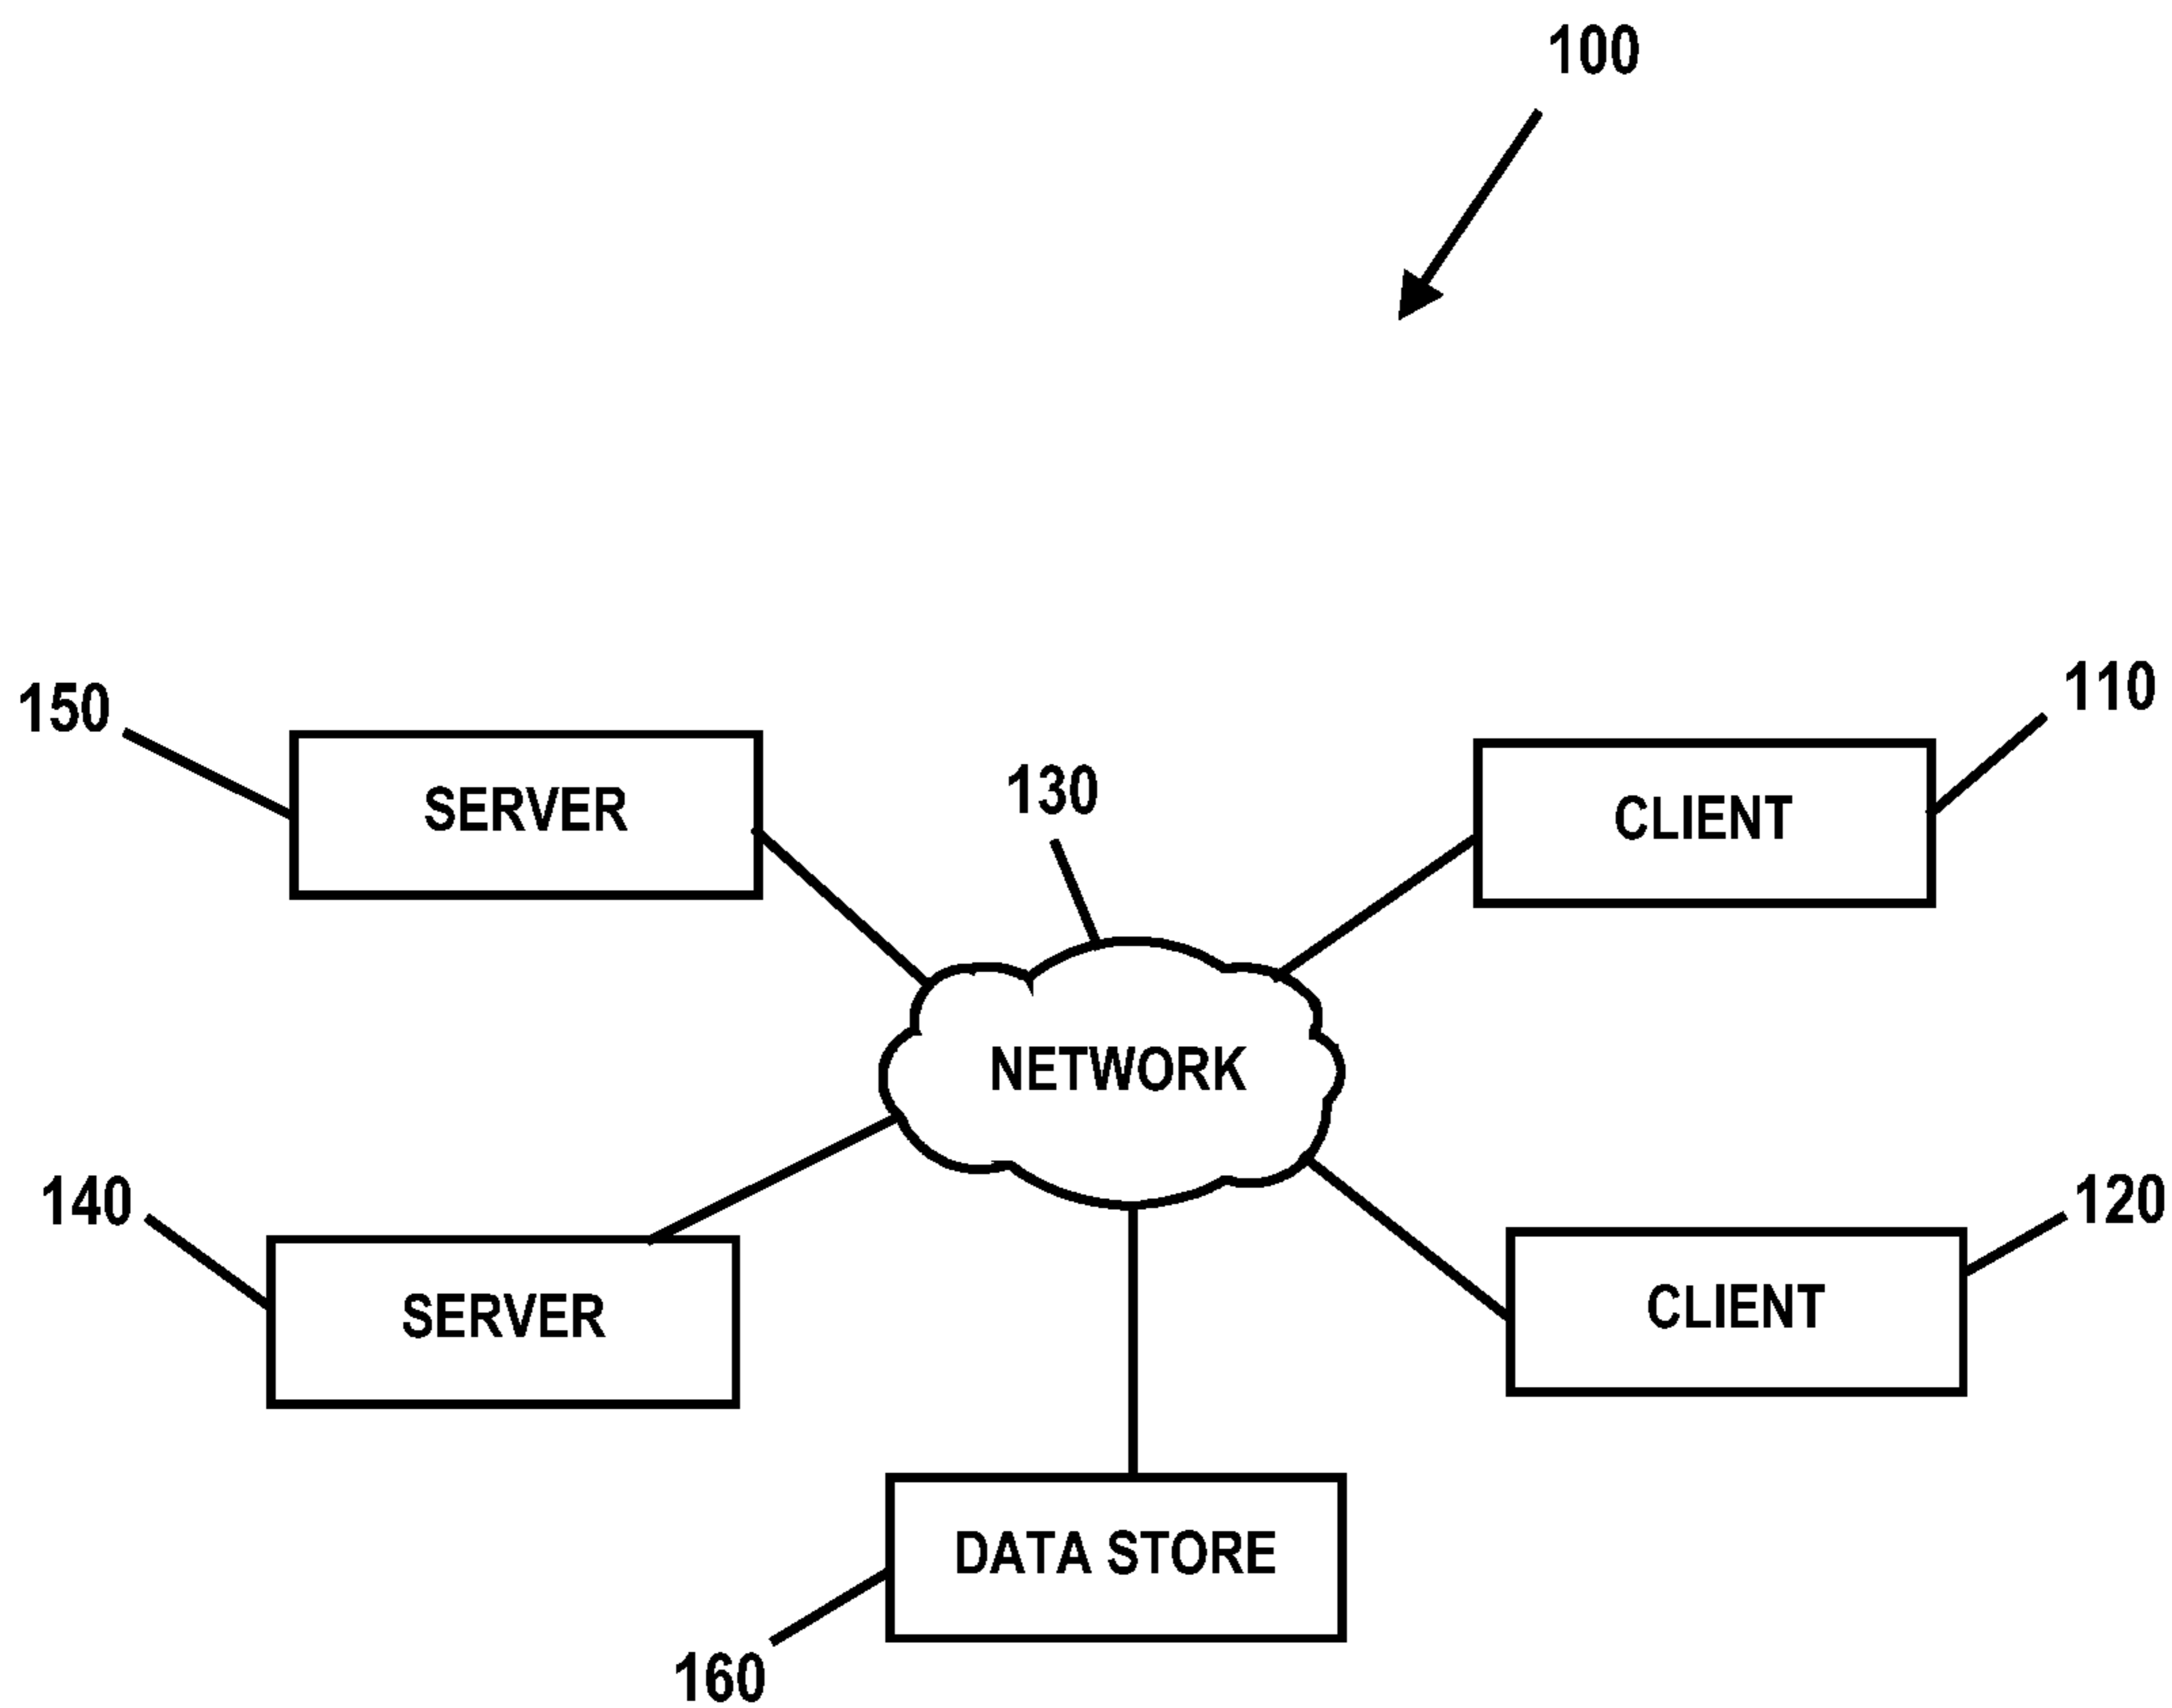 100
150
110
SERVER
130
CLIENT
NETWORK
140
120
SERVER
CLIENT
DATA STORE
160